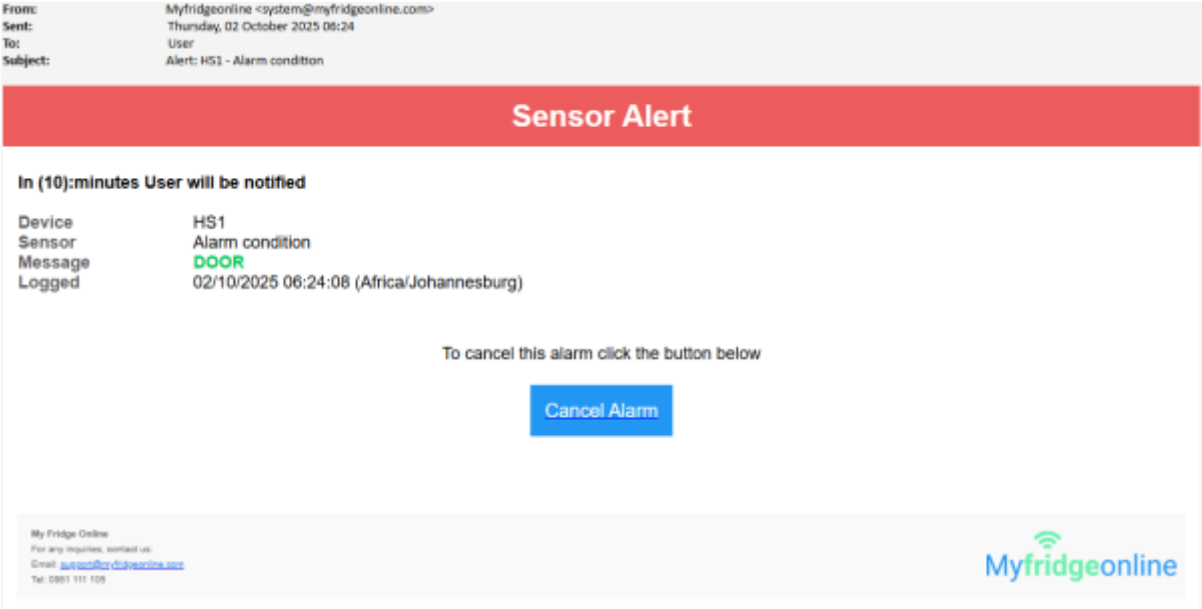 From: Myfridgeonline <system@myfridgeonline.com>
Sent: Thursday, 02 October 2025 06:24
To: User
Subject: Alert: HS1 - Alarm condition
Sensor Alert
In (10):minutes User will be notified
Device HS1
Sensor Alarm condition
Message DOOR
Logged 02/10/2025 06:24:08 (Africa/Johannesburg)
To cancel this alarm click the button below
Cancel Alarm
My Fridge Online
For any inquiries, contact us:
Email: support@myfridgeonline.com
Tel: 0861 111 105
Myfridgeonline